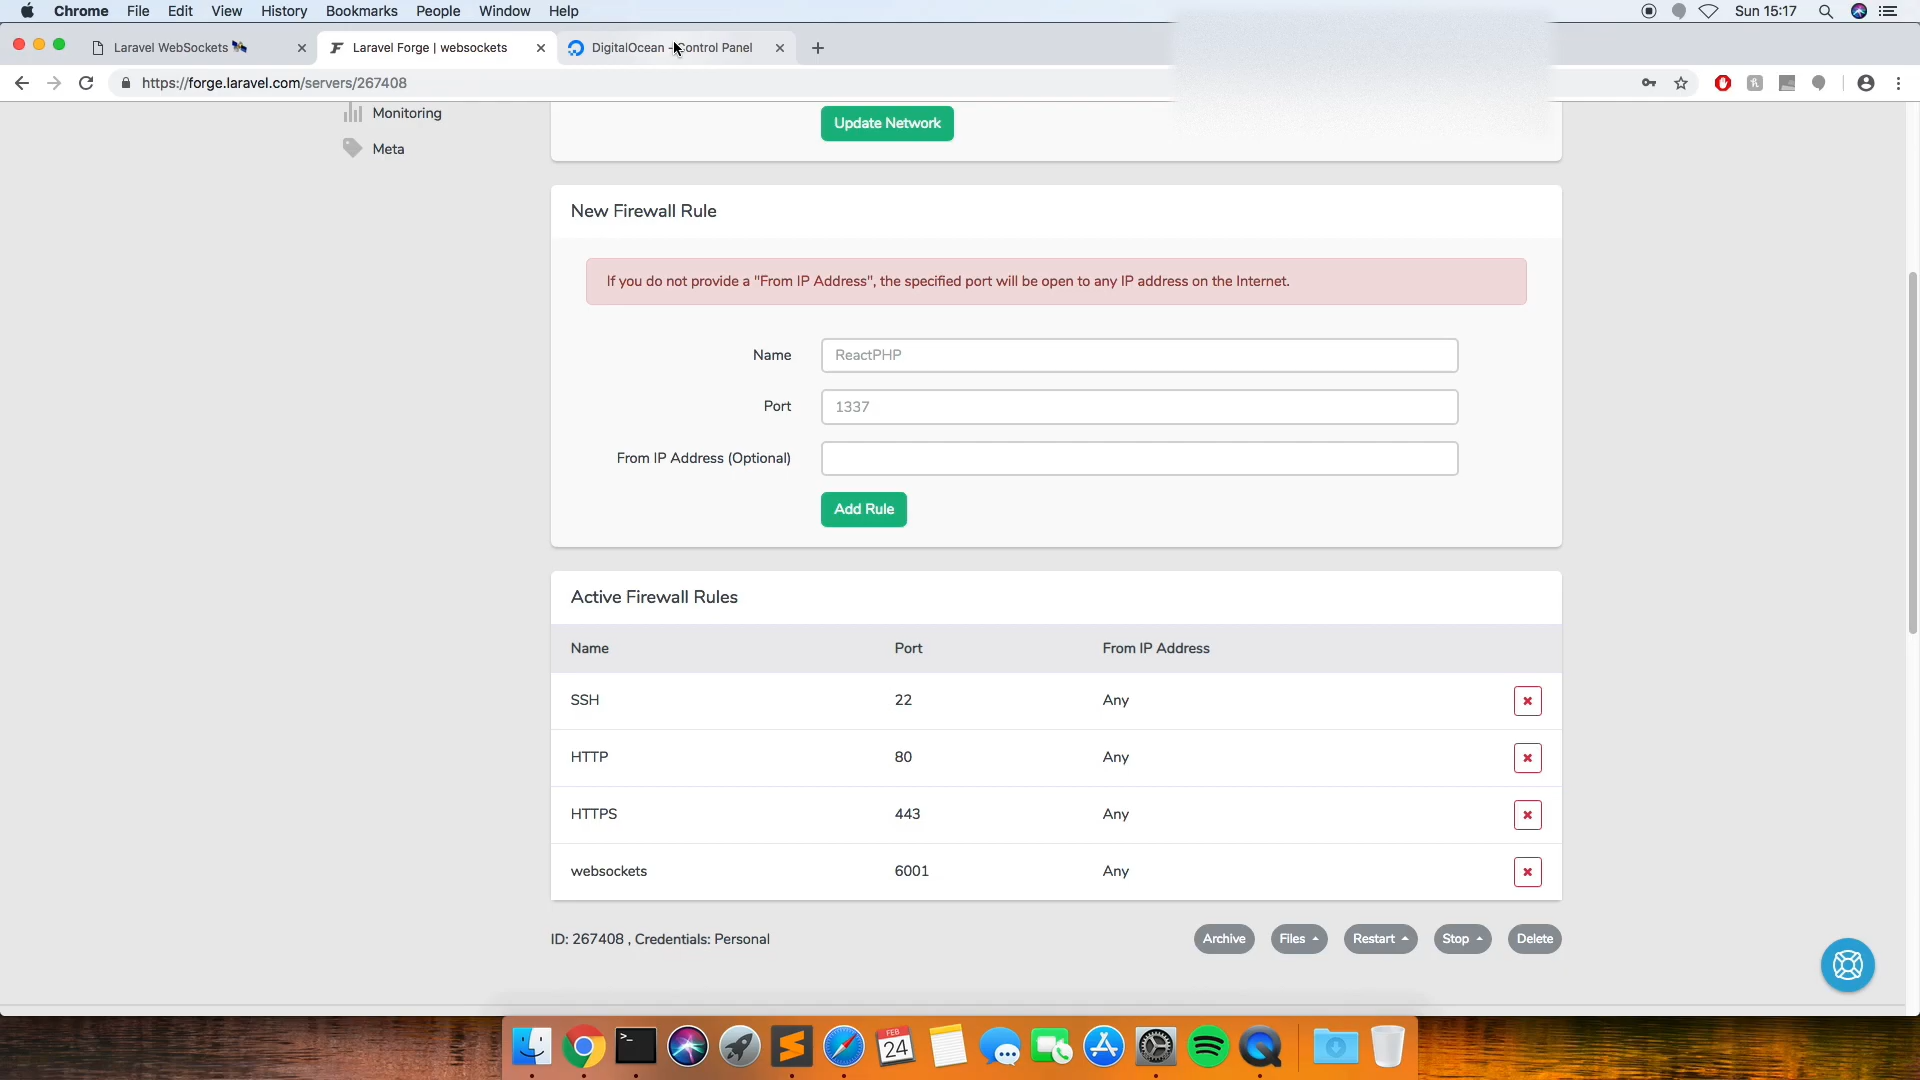 Chrome File Edit View History Bookmarks People Window Help Sun 15:17
Laravel WebSockets Laravel Forge | websockets DigitalOcean - Control Panel
https://forge.laravel.com/servers/267408
Monitoring
Update Network
Meta
New Firewall Rule
If you do not provide a "From IP Address", the specified port will be open to any IP address on the Internet.
Name ReactPHP
Port 1337
From IP Address (Optional)
Add Rule
Active Firewall Rules
Name Port From IP Address
SSH 22 Any
HTTP 80 Any
HTTPS 443 Any
websockets 6001 Any
ID: 267408 , Credentials: Personal Archive Files Restart Stop Delete
FEB
24